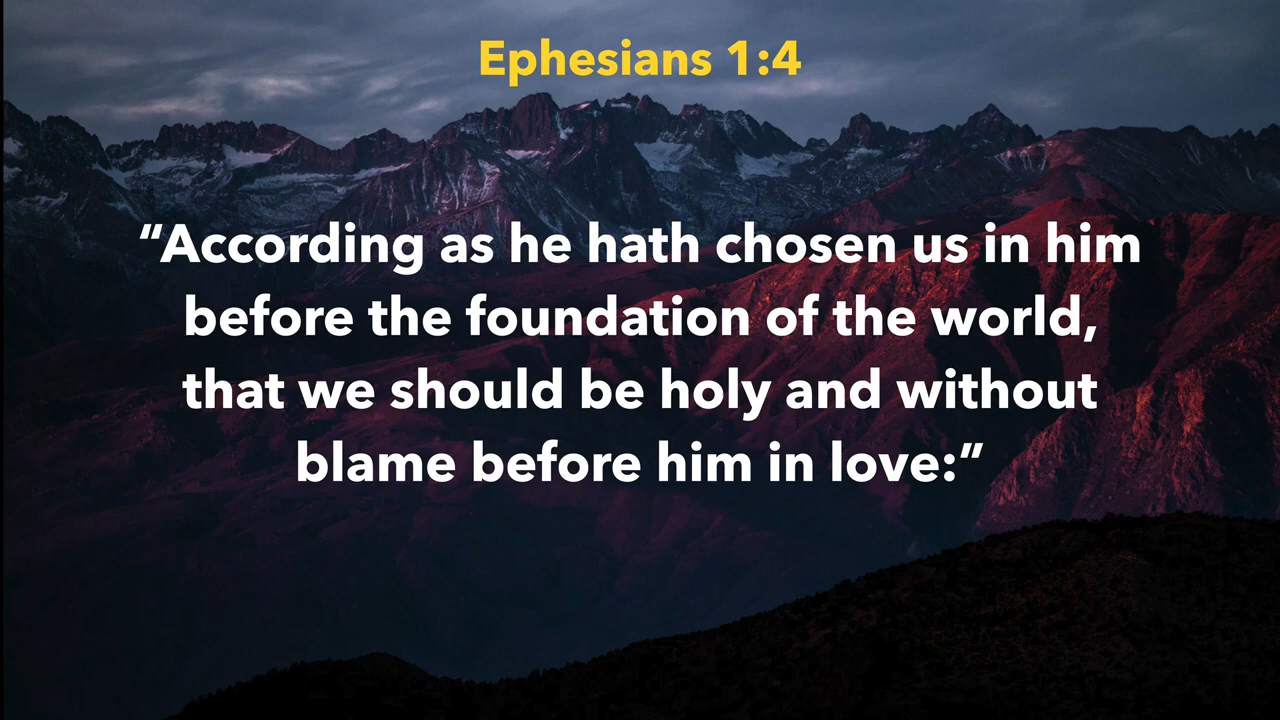 Ephesians 1:4
“According as he hath chosen us in him
before the foundation of the world,
that we should be holy and without
blame before him in love:”